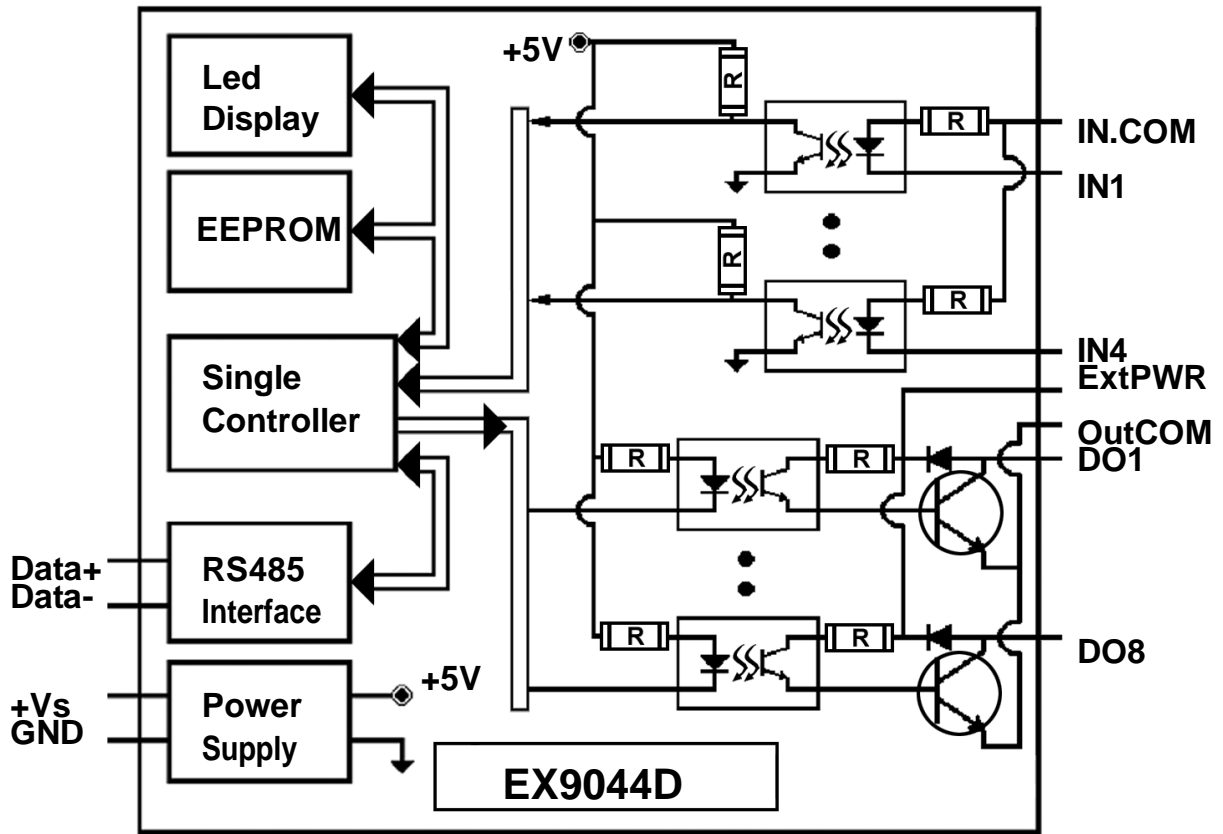 Led
Display
EEPROM
Single
Controller
RS485
Interface
Power
Supply
Data+
Data-
+Vs
GND
+5V
+5V
R
R
R
R
R
R
R
R
IN.COM
IN1
IN4
ExtPWR
OutCOM
DO1
DO8
EX9044D